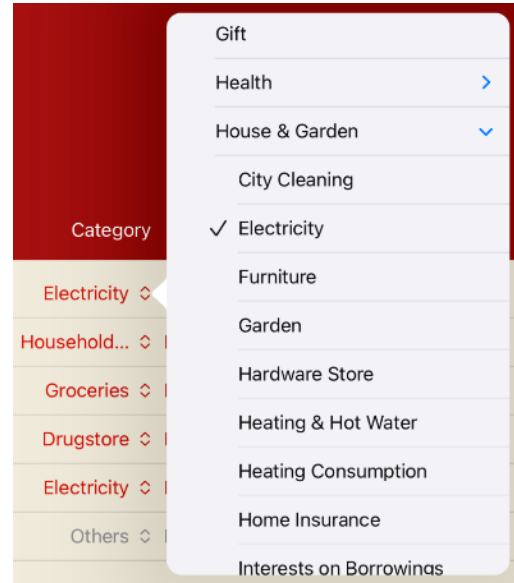 Gift
Health
House & Garden
City Cleaning
Category
Electricity
Electricity
Furniture
Household...
Garden
Groceries
Hardware Store
Drugstore
Heating & Hot Water
Electricity
Heating Consumption
Others
Home Insurance
Interests on Borrowings